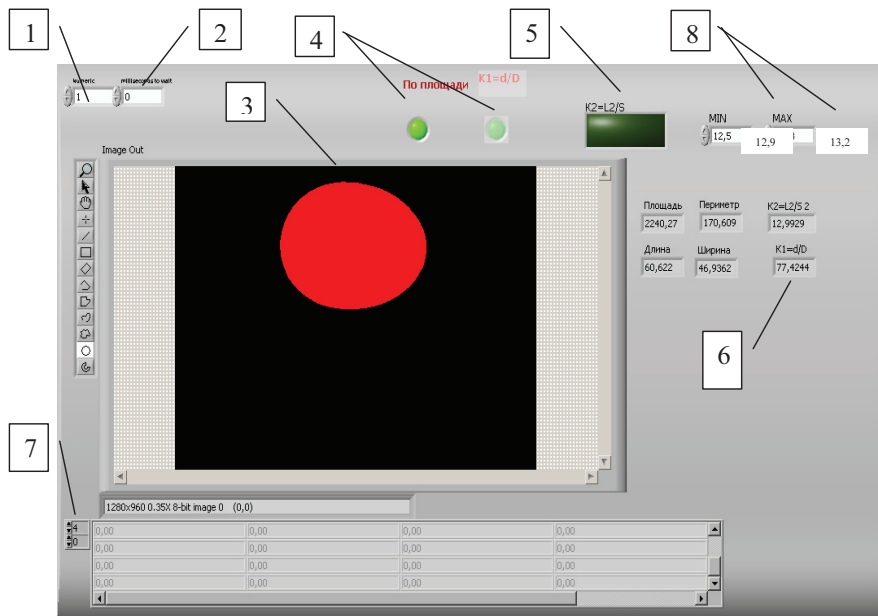 1
2
4
5
8
numeric
milliseconds to wait
1
0
3
По площади
K1=d/D
K2=L2/S
MIN
MAX
12,5
12,9
13,2
Image Out
Площадь
Периметр
K2=L2/S 2
2240,27
170,609
12,9929
Длина
Ширина
K1=d/D
60,622
46,9362
77,4244
6
7
1280x960 0.35X 8-bit image 0 (0,0)
4
0
0,00 0,00 0,00 0,00
0,00 0,00 0,00 0,00
0,00 0,00 0,00 0,00
0,00 0,00 0,00 0,00